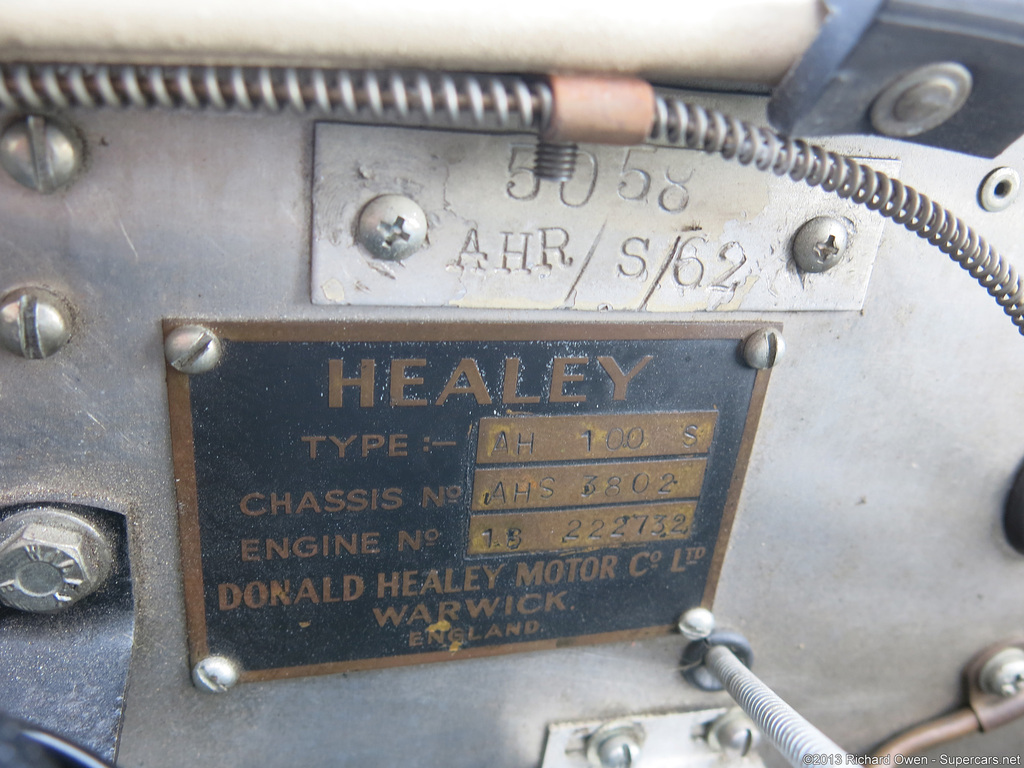 5058
AHR/S/62
HEALEY
TYPE :- AH 100 S
CHASSIS Nº AHS 3802
ENGINE Nº 1B 222732
DONALD HEALEY MOTOR Cº LTD
WARWICK.
ENGLAND.
©2013 Richard Owen - Supercars.net